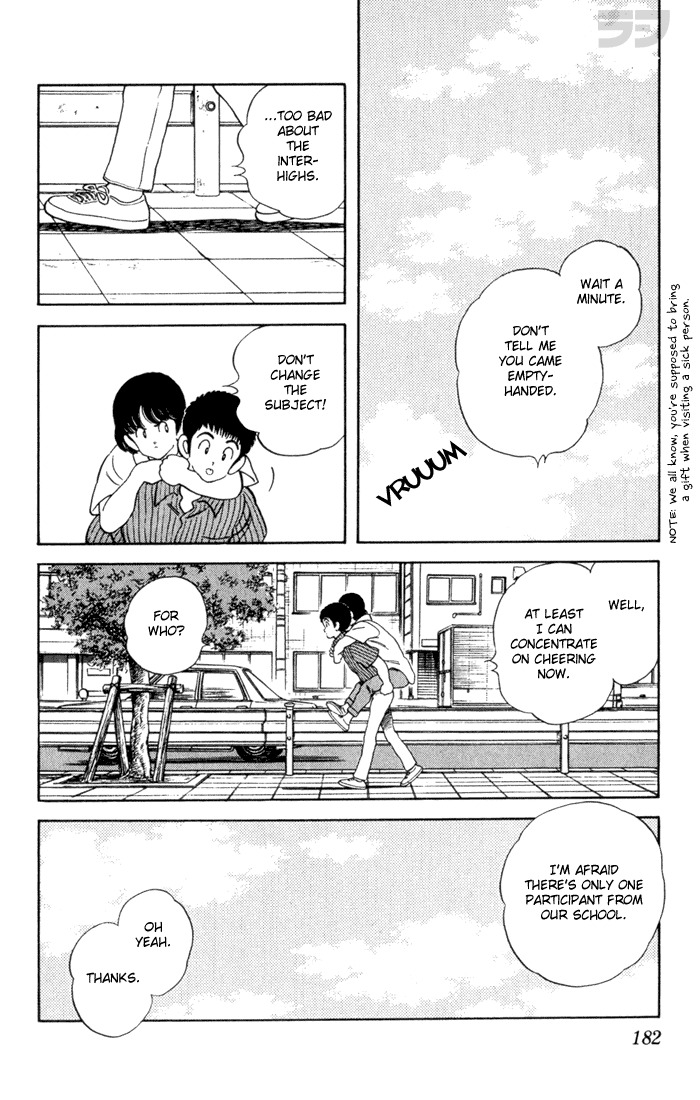 ラジ
WAIT A
MINUTE.
DON'T
TELL ME
YOU CAME
EMPTY-
HANDED.
VRUUUM
NOTE: We all know, you're supposed to bring
a gift when visiting a sick person.
...TOO BAD
ABOUT
THE
INTER-
HIGHS.
DON'T
CHANGE
THE
SUBJECT!
WELL,
AT LEAST
I CAN
CONCENTRATE
ON CHEERING
NOW.
FOR
WHO?
I'M AFRAID
THERE'S ONLY ONE
PARTICIPANT FROM
OUR SCHOOL.
OH
YEAH.
THANKS.
182